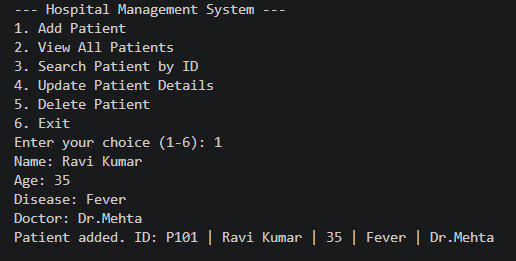 --- Hospital Management System ---
1. Add Patient
2. View All Patients
3. Search Patient by ID
4. Update Patient Details
5. Delete Patient
6. Exit
Enter your choice (1-6): 1
Name: Ravi Kumar
Age: 35
Disease: Fever
Doctor: Dr.Mehta
Patient added. ID: P101 | Ravi Kumar | 35 | Fever | Dr.Mehta